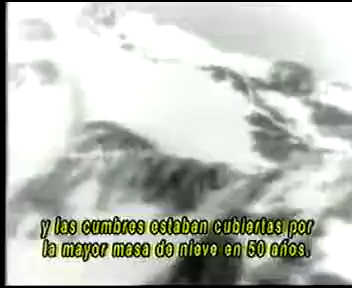 y las cumbres estaban cubiertas por
la mayor masa de nieve en 50 años.